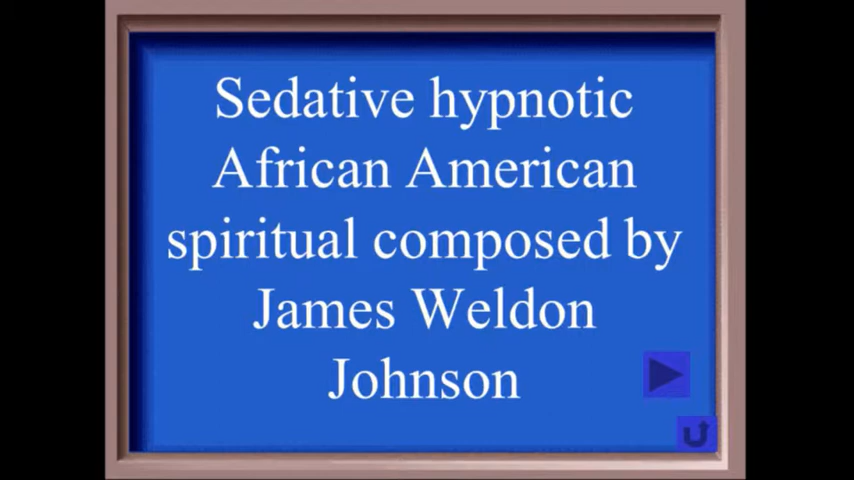 Sedative hypnotic
African American
spiritual composed by
James Weldon
Johnson